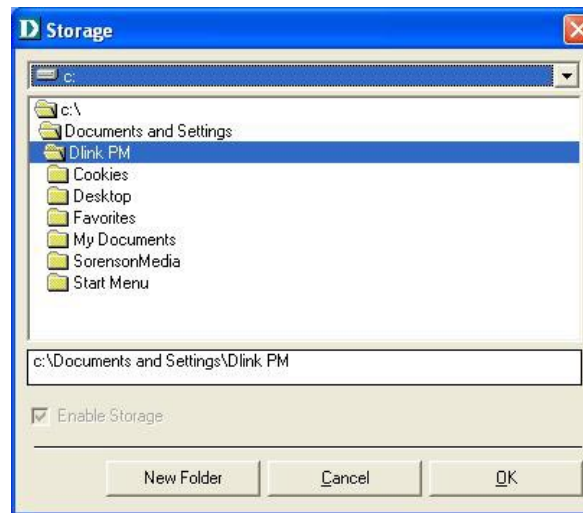 D Storage
c:
c:\
Documents and Settings
Dlink PM
Cookies
Desktop
Favorites
My Documents
SorensonMedia
Start Menu
c:\Documents and Settings\Dlink PM
Enable Storage
New Folder
Cancel
OK